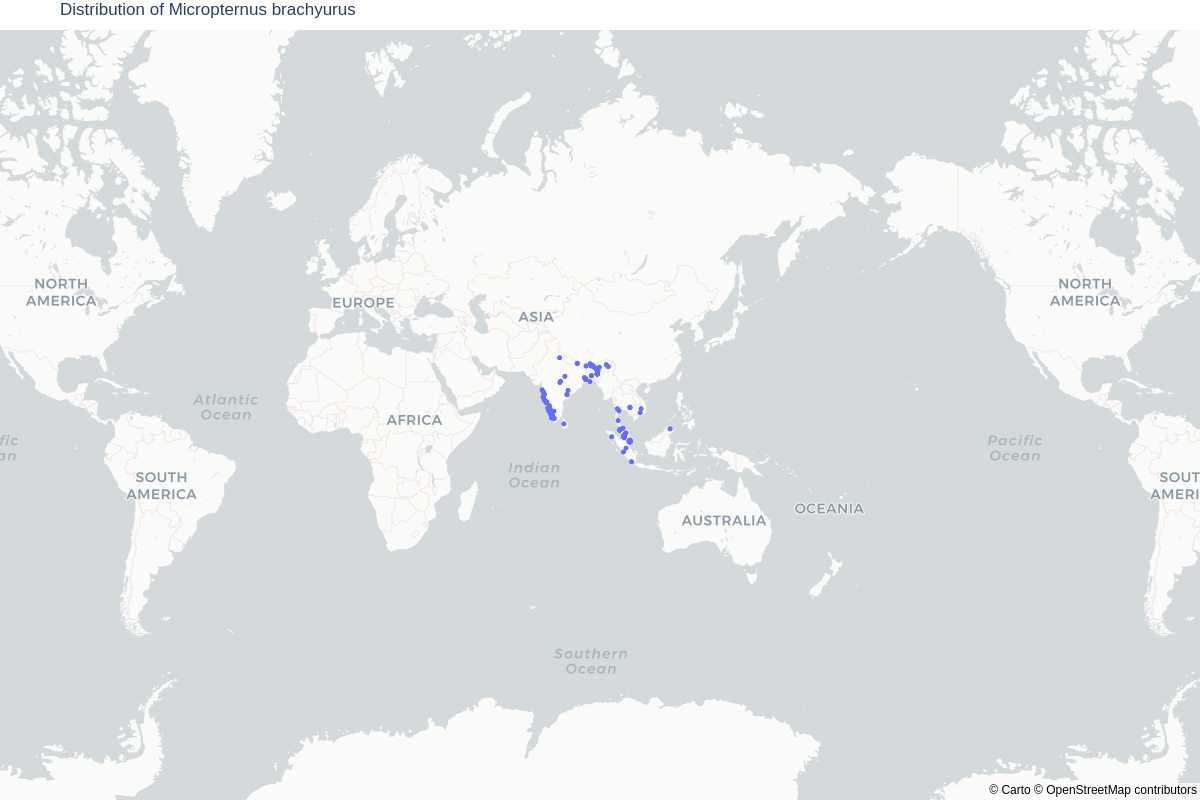 Distribution of Micropternus brachyurus
NORTH
AMERICA
EUROPE
ASIA
NORTH
AMERICA
Atlantic
Ocean
AFRICA
fic
an
Pacific
Ocean
Indian
Ocean
SOUTH
AMERICA
SOUT
AMERI
OCEANIA
AUSTRALIA
Southern
Ocean
© Carto © OpenStreetMap contributors